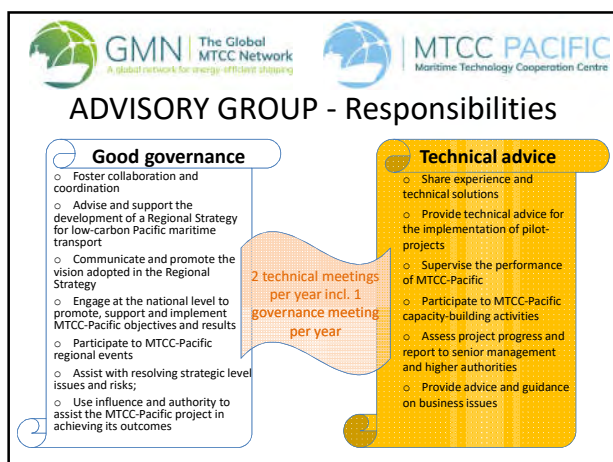 GMN | The Global
MTCC Network
A global network for energy-efficient shipping
MTCC PACIFIC
Maritime Technology Cooperation Centre
ADVISORY GROUP - Responsibilities
Good governance
o Foster collaboration and
coordination
o Advise and support the
development of a Regional Strategy
for low-carbon Pacific maritime
transport
o Communicate and promote the
vision adopted in the Regional
Strategy
o Engage at the national level to
promote, support and implement
MTCC-Pacific objectives and results
o Participate to MTCC-Pacific
regional events
o Assist with resolving strategic level
issues and risks;
o Use influence and authority to
assist the MTCC-Pacific project in
achieving its outcomes
2 technical meetings
per year incl. 1
governance meeting
per year
Technical advice
o Share experience and
technical solutions
o Provide technical advice for
the implementation of pilot-
projects
o Supervise the performance
of MTCC-Pacific
o Participate to MTCC-Pacific
capacity-building activities
o Assess project progress and
report to senior management
and higher authorities
o Provide advice and guidance
on business issues